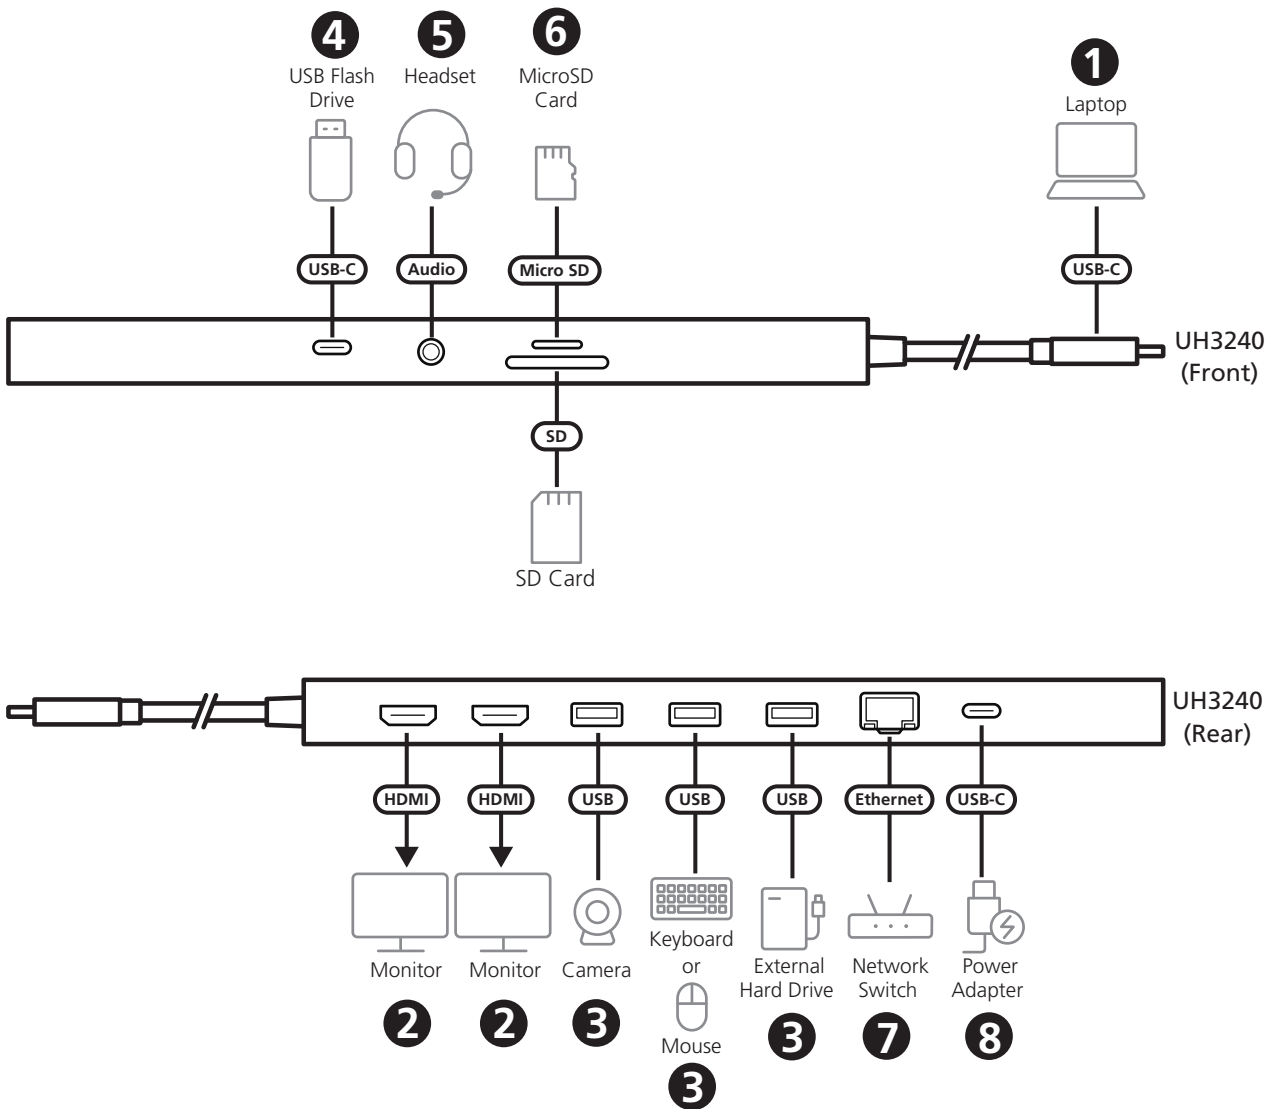 4
USB Flash
Drive
5
Headset
6
MicroSD
Card
1
Laptop
USB-C
Audio
Micro SD
USB-C
UH3240
(Front)
SD
SD Card
UH3240
(Rear)
HDMI
HDMI
USB
USB
USB
Ethernet
USB-C
Monitor
2
Monitor
2
Camera
3
Keyboard
or
Mouse
3
External
Hard Drive
3
Network
Switch
7
Power
Adapter
8